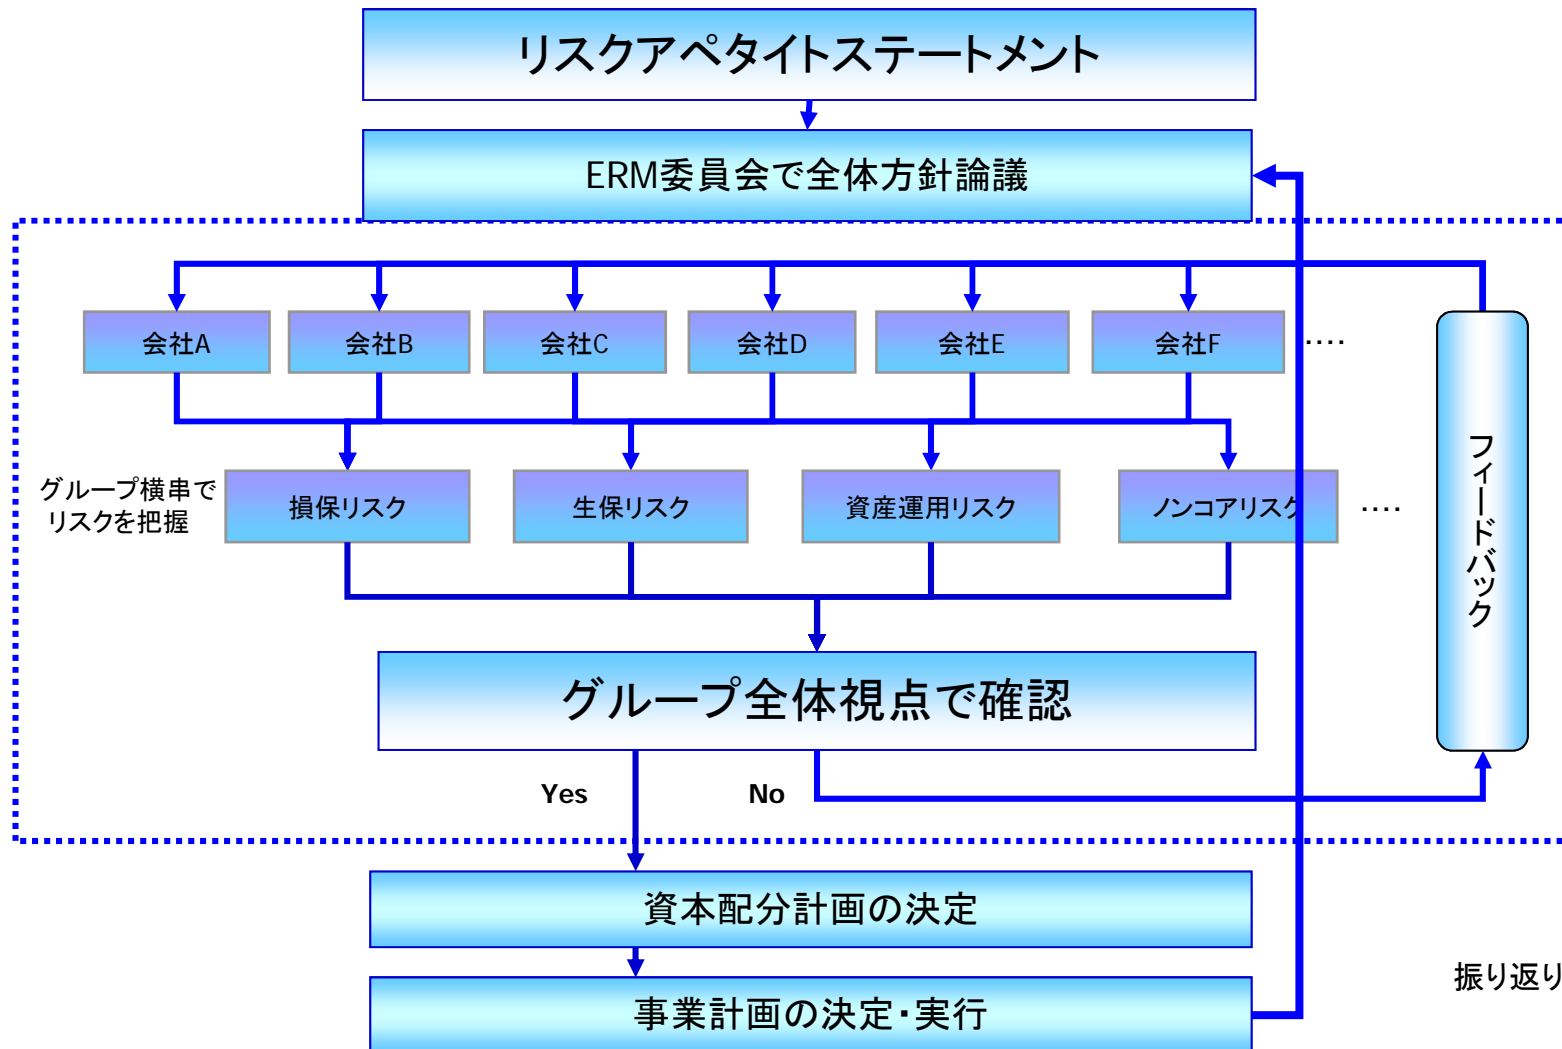 リスクアペタイトステートメント
ERM委員会で全体方針論議
会社A
会社B
会社C
会社D
会社E
会社F
‥‥
グループ横串で
リスクを把握
損保リスク
生保リスク
資産運用リスク
ノンコアリスク
‥‥
フィードバック
グループ全体視点で確認
Yes
No
資本配分計画の決定
事業計画の決定・実行
振り返り